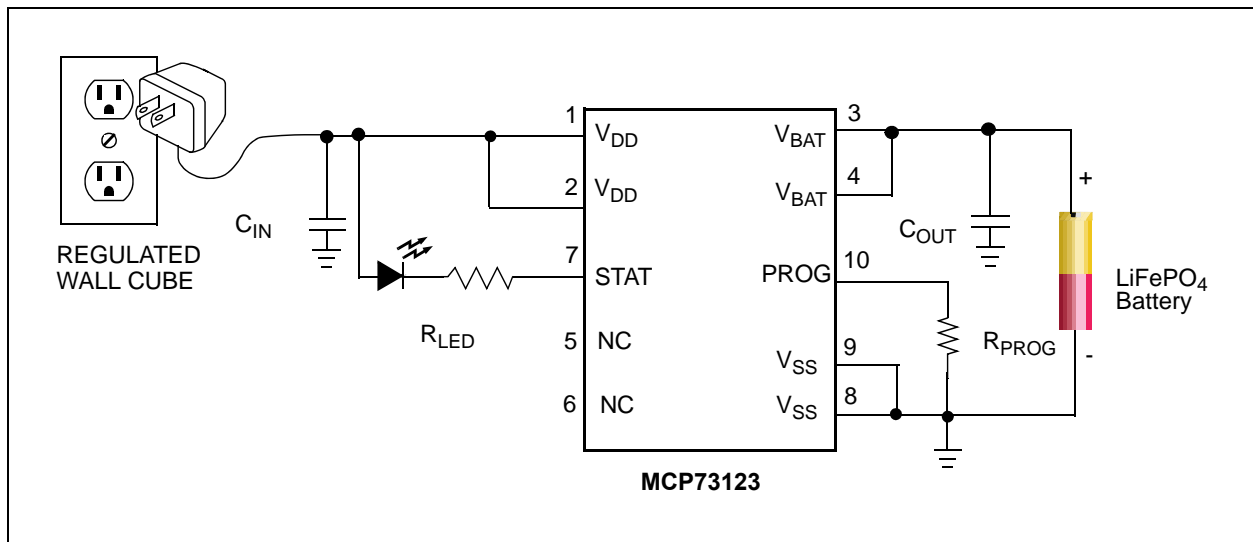 REGULATED
WALL CUBE
C_IN
R_LED
1
V_DD
2
V_DD
7
STAT
5
NC
6
NC
V_BAT
3
V_BAT
4
PROG
10
V_SS
9
V_SS
8
MCP73123
C_OUT
R_PROG
+
-
LiFePO_4
Battery